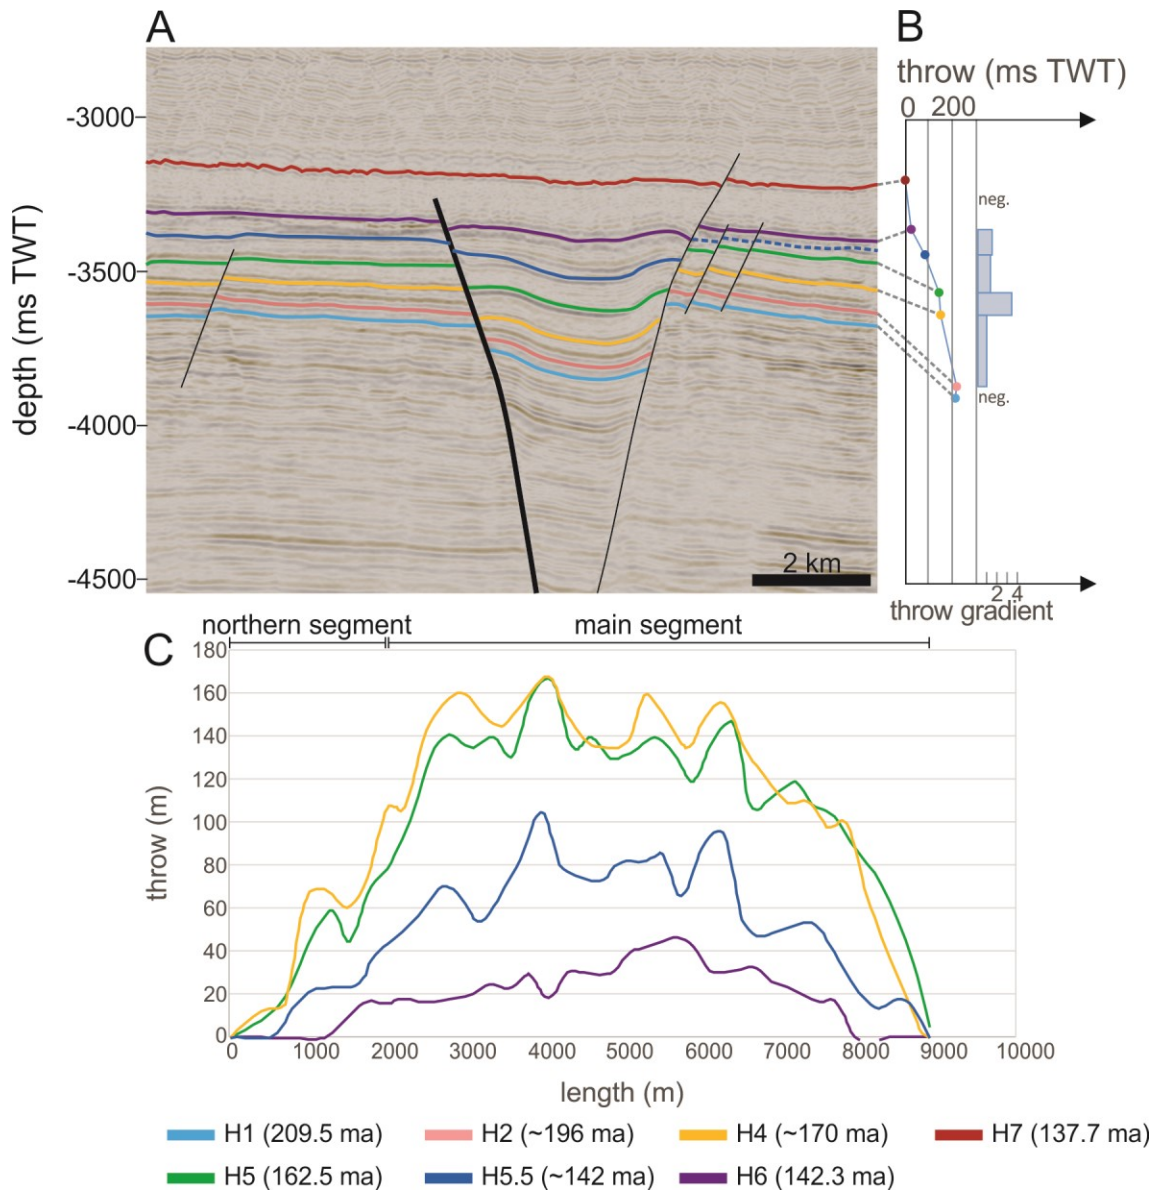 A
B
throw (ms TWT)
0 200
-3000
-3500
-4000
-4500
depth (ms TWT)
neg.
neg.
2 km
2 4
throw gradient
northern segment
main segment
C
180
160
140
120
100
80
60
40
20
0
throw (m)
0 1000 2000 3000 4000 5000 6000 7000 8000 9000 10000
length (m)
H1 (209.5 ma) H2 (~196 ma) H4 (~170 ma) H7 (137.7 ma)
H5 (162.5 ma) H5.5 (~142 ma) H6 (142.3 ma)